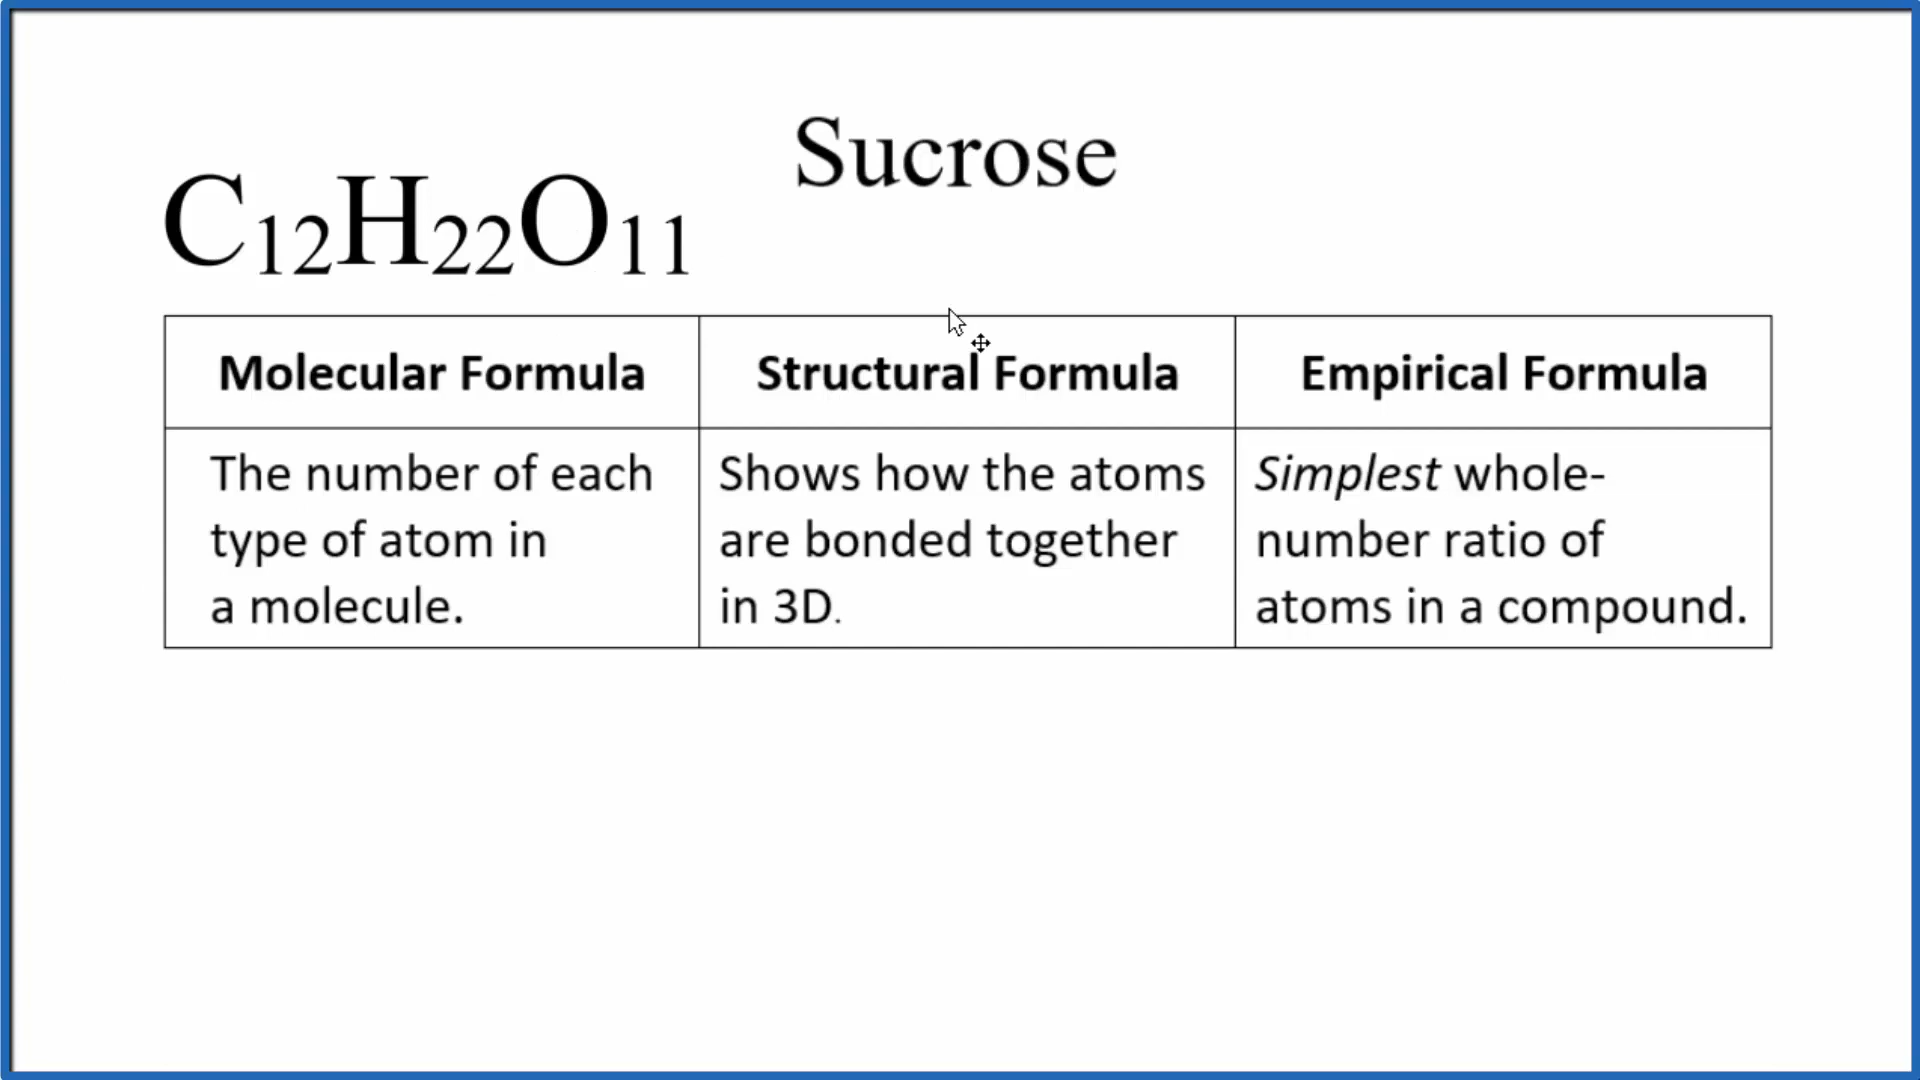 Sucrose
C₁₂H₂₂O₁₁
Molecular Formula
Structural Formula
Empirical Formula
The number of each
type of atom in
a molecule.
Shows how the atoms
are bonded together
in 3D.
Simplest whole-
number ratio of
atoms in a compound.